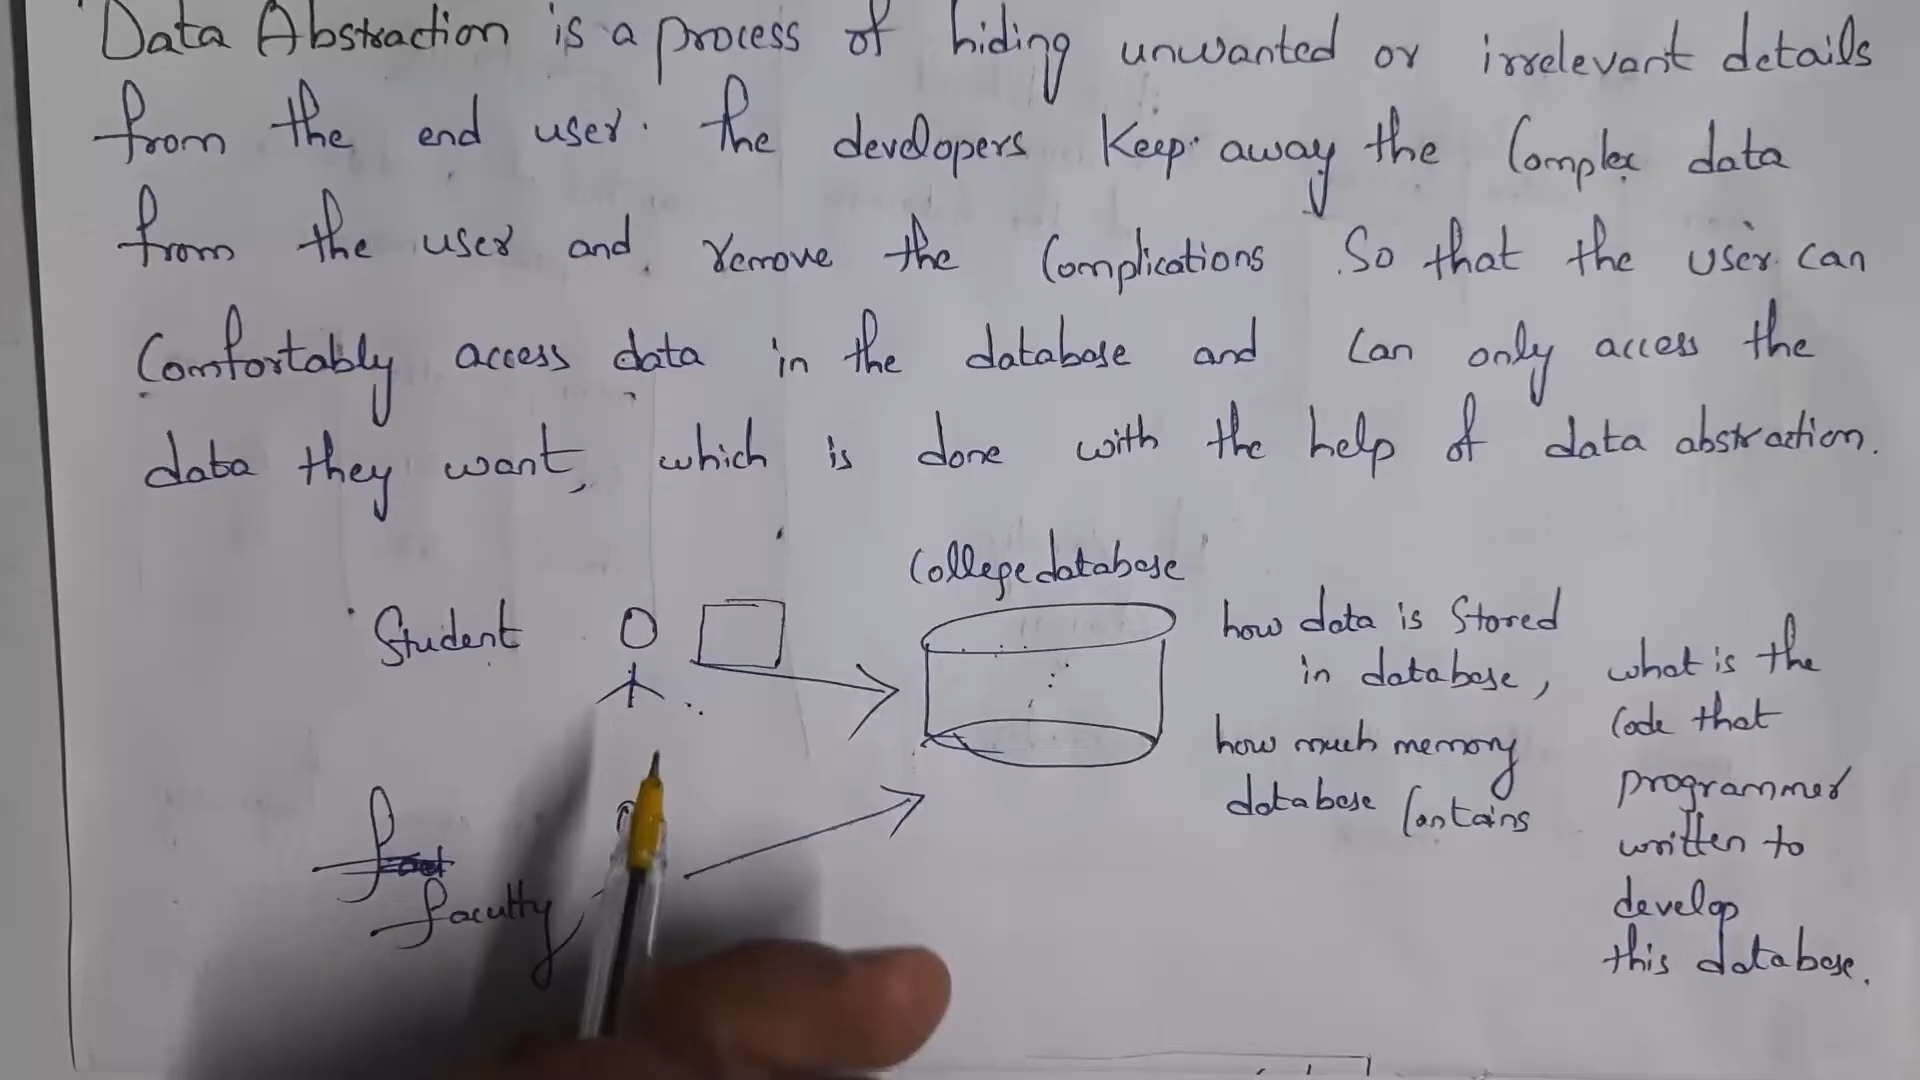 Data Abstraction is a process of hiding unwanted or irrelevant details
from the end user. the developers Keep away the Complex data
from the user and remove the Complications So that the user can
Comfortably access data in the database and Can only access the
data they want, which is done with the help of data abstraction.
College database
Student
how data is Stored
in database,
how much memory
database Contains
what is the
Code that
programmer
written to
develop
this database.
faculty